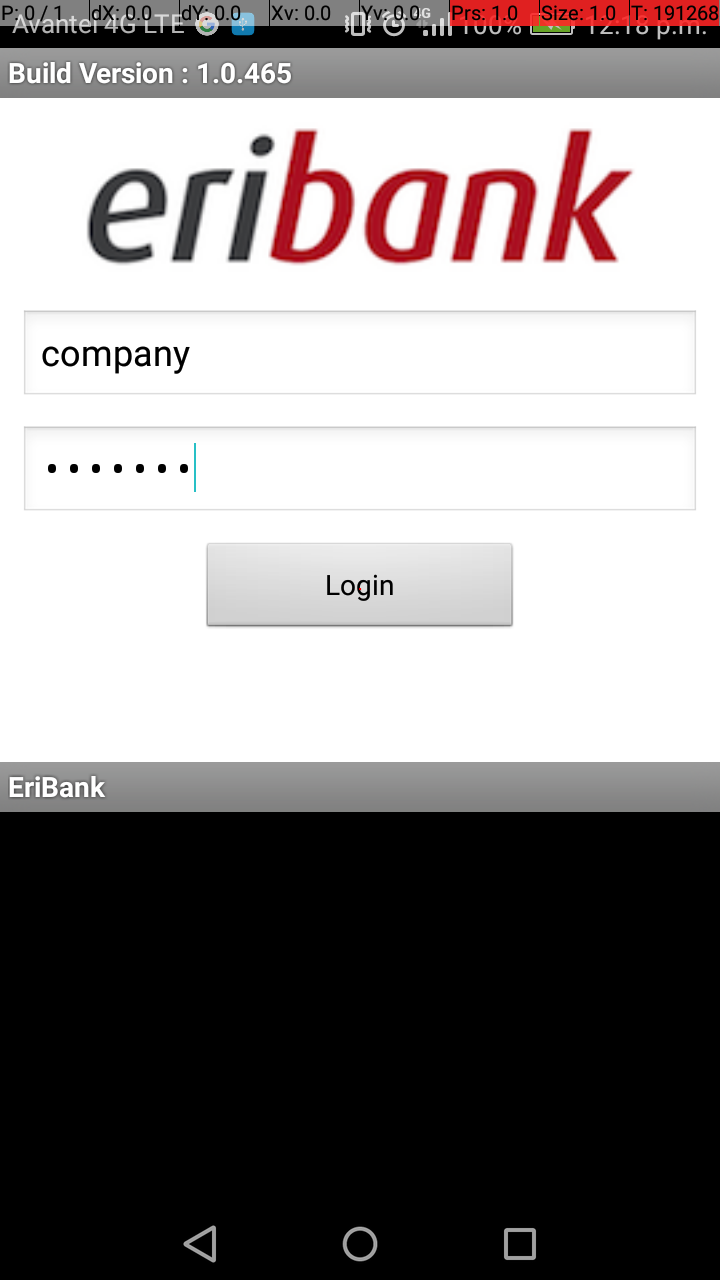 P: 0 / 1 dX: 0.0 dY: 0.0 Xv: 0.0 Yv: 0.0 Prs: 1.0 Size: 1.0 T: 191268
Avantel 4G LTE 4G 100% 12:18 p.m.
Build Version : 1.0.465
eribank
company
•••••••
Login
EriBank